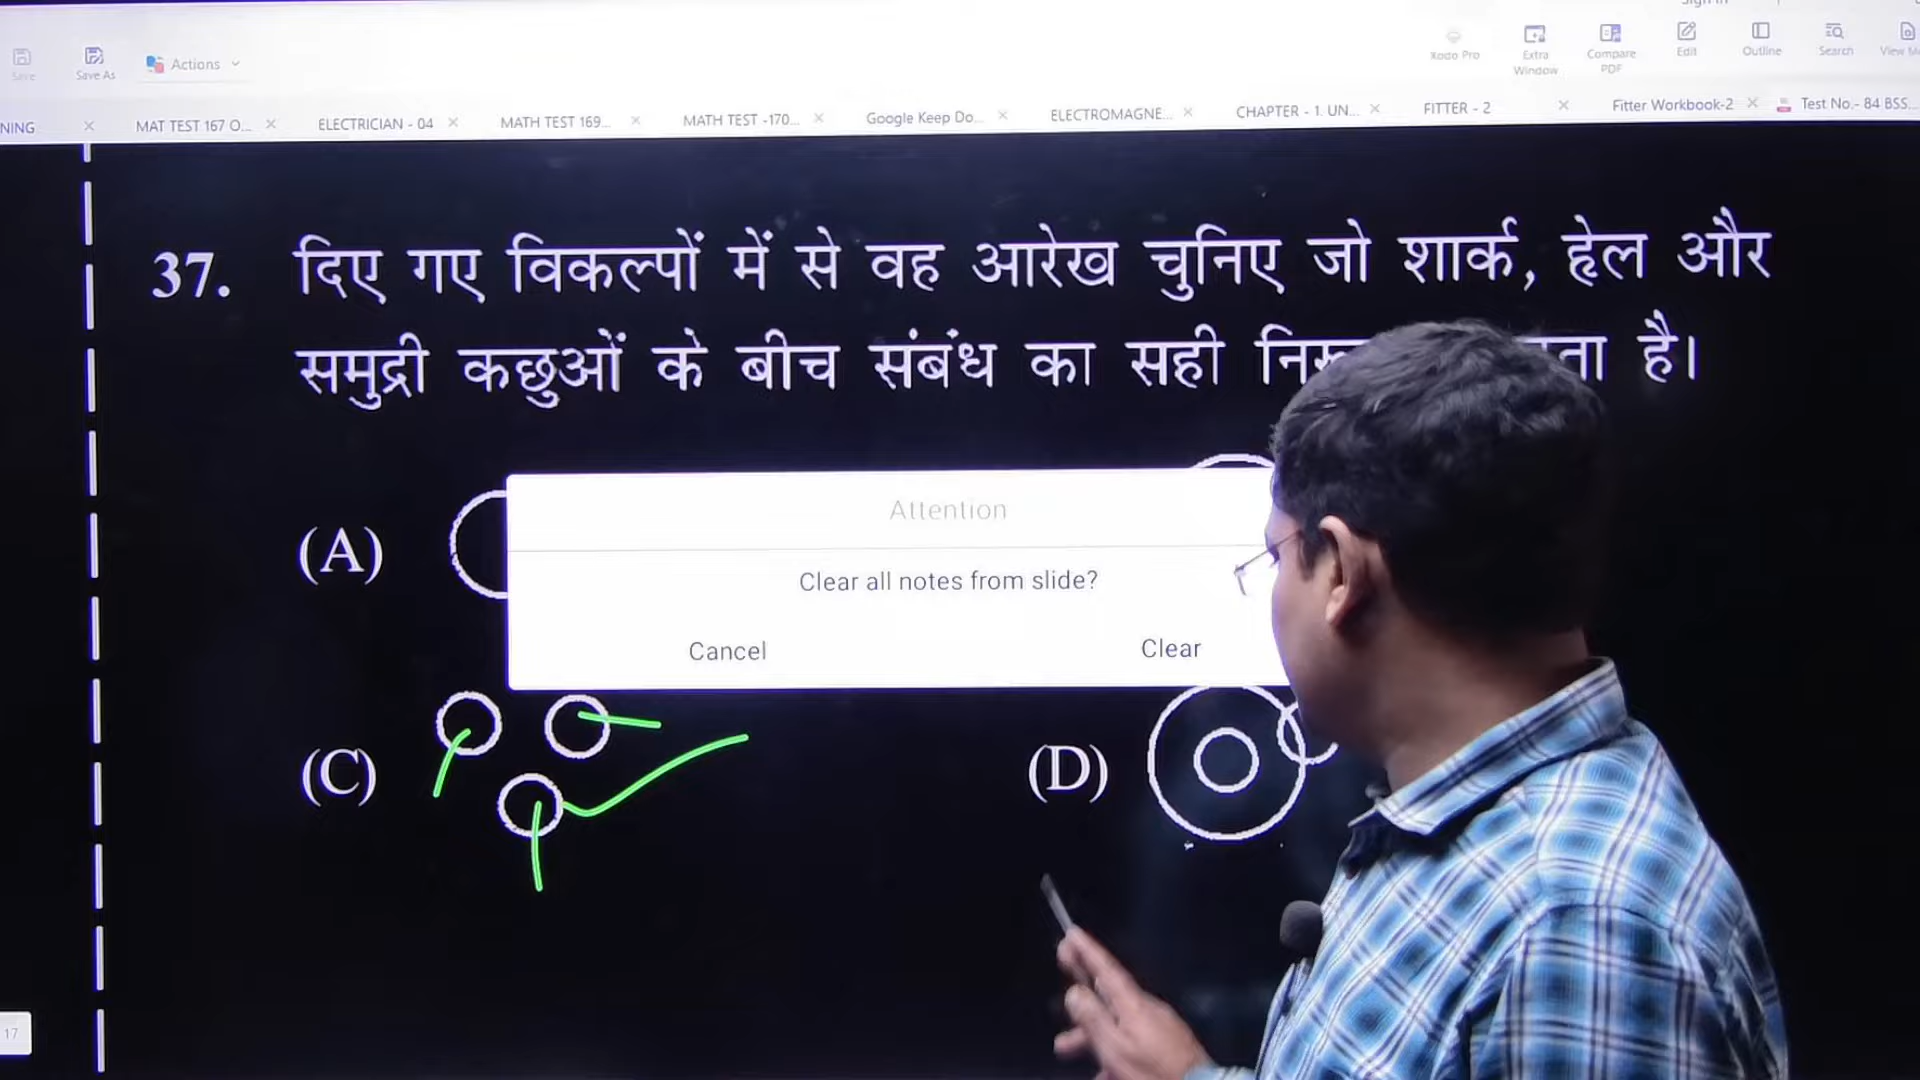 Save
Save As
Actions
Xodo Pro
Extra Window
Compare PDF
Edit
Outline
Search
NING
MAT TEST 167 O...
ELECTRICIAN - 04
MATH TEST 169...
MATH TEST -170...
Google Keep Do...
ELECTROMAGNE...
CHAPTER - 1. UN...
FITTER - 2
Fitter Workbook-2
Test No.- 84 BSS...
37. दिए गए विकल्पों में से वह आरेख चुनिए जो शार्क, ह्वेल और
समुद्री कछुओं के बीच संबंध का सही है।
Attention
(A)
Clear all notes from slide?
Cancel Clear
(C) (D)
17